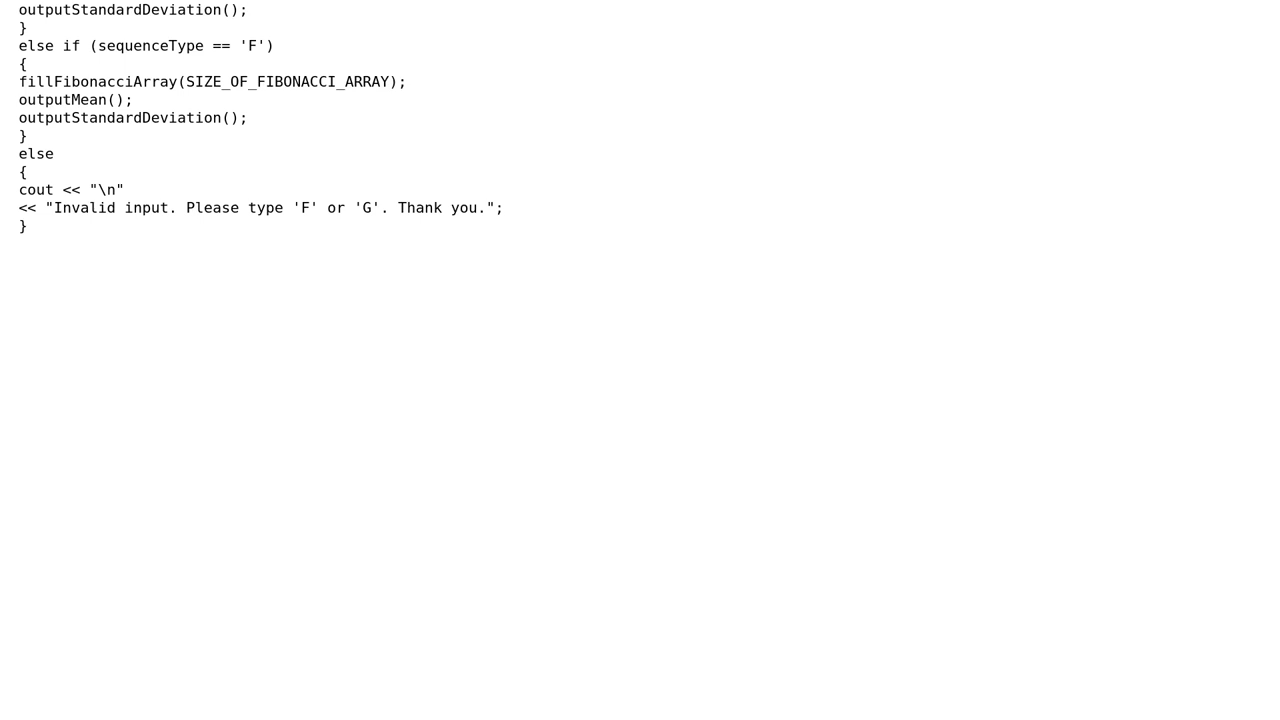 outputStandardDeviation();
}
else if (sequenceType == 'F')
{
fillFibonacciArray(SIZE_OF_FIBONACCI_ARRAY);
outputMean();
outputStandardDeviation();
}
else
{
cout << "\n"
<< "Invalid input. Please type 'F' or 'G'. Thank you.";
}